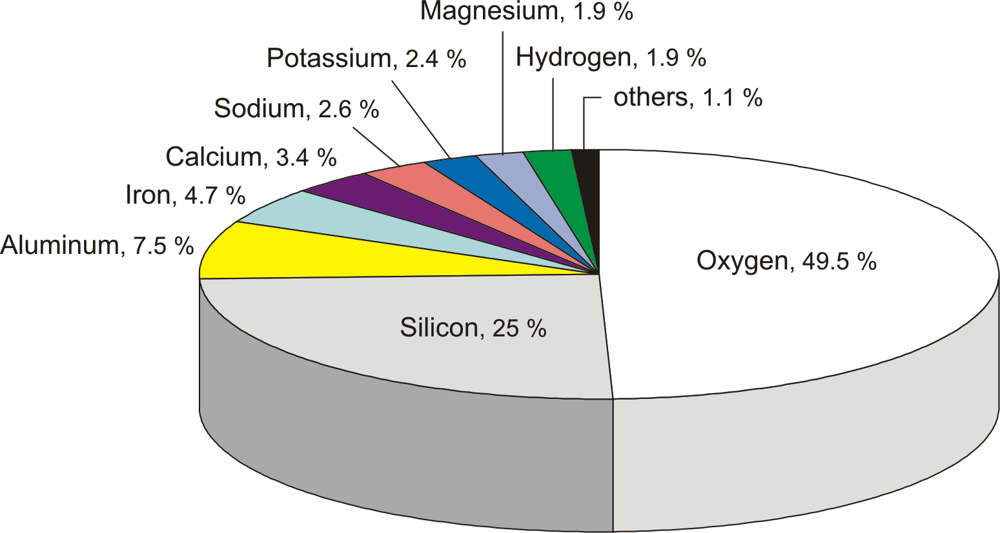 Magnesium, 1.9 %
Potassium, 2.4 %
Hydrogen, 1.9 %
Sodium, 2.6 %
others, 1.1 %
Calcium, 3.4 %
Iron, 4.7 %
Aluminum, 7.5 %
Oxygen, 49.5 %
Silicon, 25 %